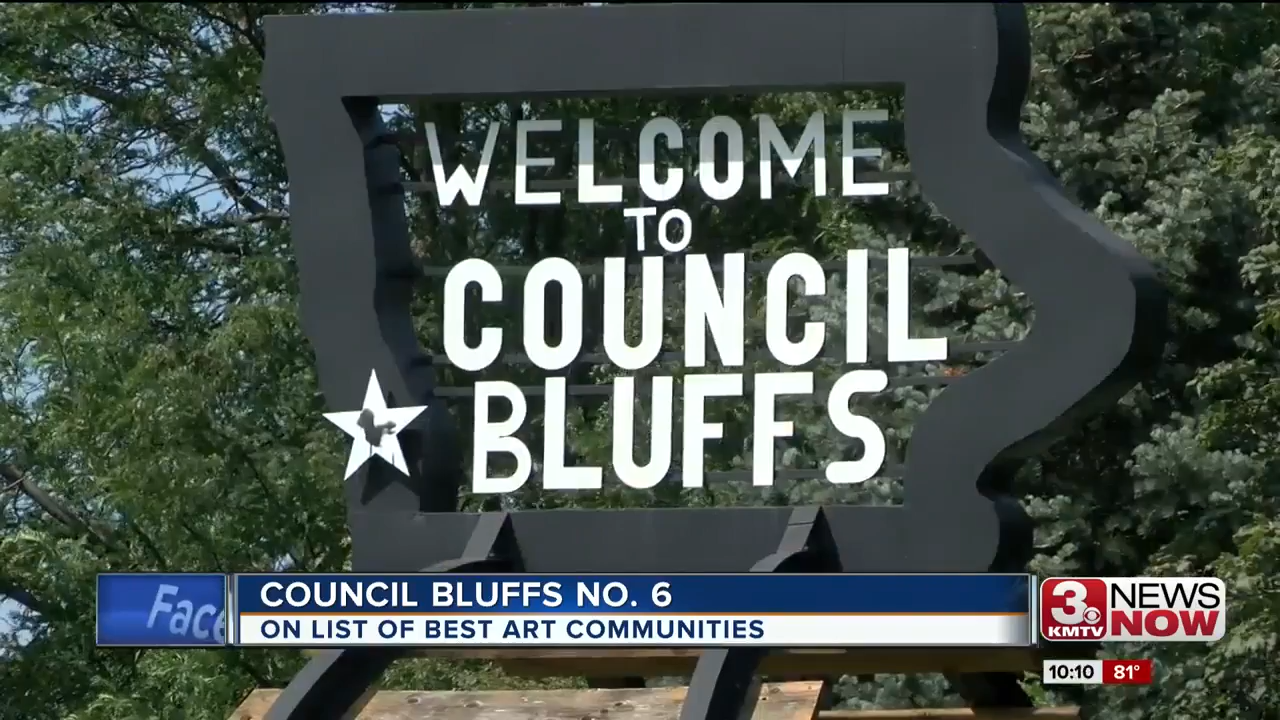 WELCOME
TO
COUNCIL
BLUFFS
Face
COUNCIL BLUFFS NO. 6
ON LIST OF BEST ART COMMUNITIES
3 NEWS
KMTV NOW
10:10 81°